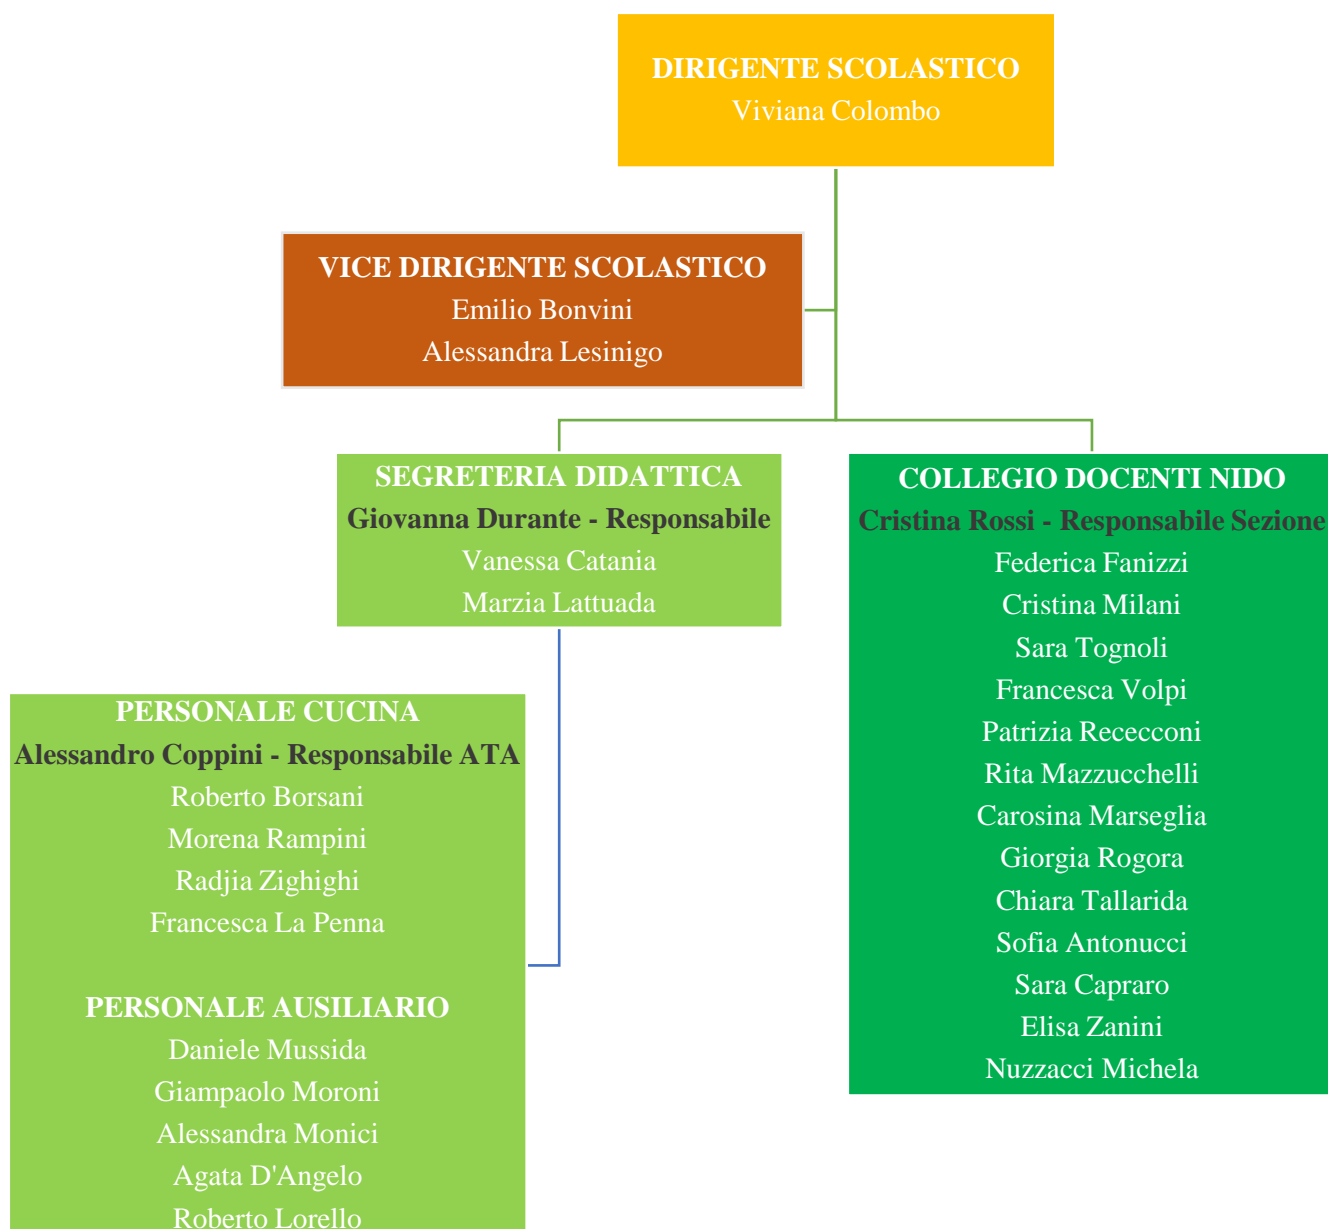 DIRIGENTE SCOLASTICO
Viviana Colombo
VICE DIRIGENTE SCOLASTICO
Emilio Bonvini
Alessandra Lesinigo
SEGRETERIA DIDATTICA
Giovanna Durante - Responsabile
Vanessa Catania
Marzia Lattuada
COLLEGIO DOCENTI NIDO
Cristina Rossi - Responsabile Sezione
Federica Fanizzi
Cristina Milani
Sara Tognoli
Francesca Volpi
Patrizia Rececconi
Rita Mazzucchelli
Carosina Marseglia
Giorgia Rogora
Chiara Tallarida
Sofia Antonucci
Sara Capraro
Elisa Zanini
Nuzzacci Michela
PERSONALE CUCINA
Alessandro Coppini - Responsabile ATA
Roberto Borsani
Morena Rampini
Radjia Zighighi
Francesca La Penna
PERSONALE AUSILIARIO
Daniele Mussida
Giampaolo Moroni
Alessandra Monici
Agata D'Angelo
Roberto Lorello